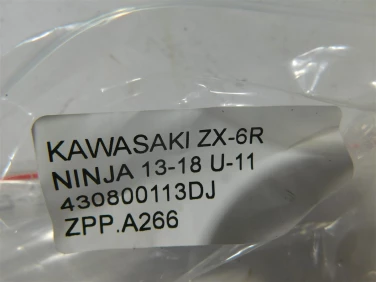 KAWASAKI ZX-6R
NINJA 13-18 U-11
430800113DJ
ZPP.A266